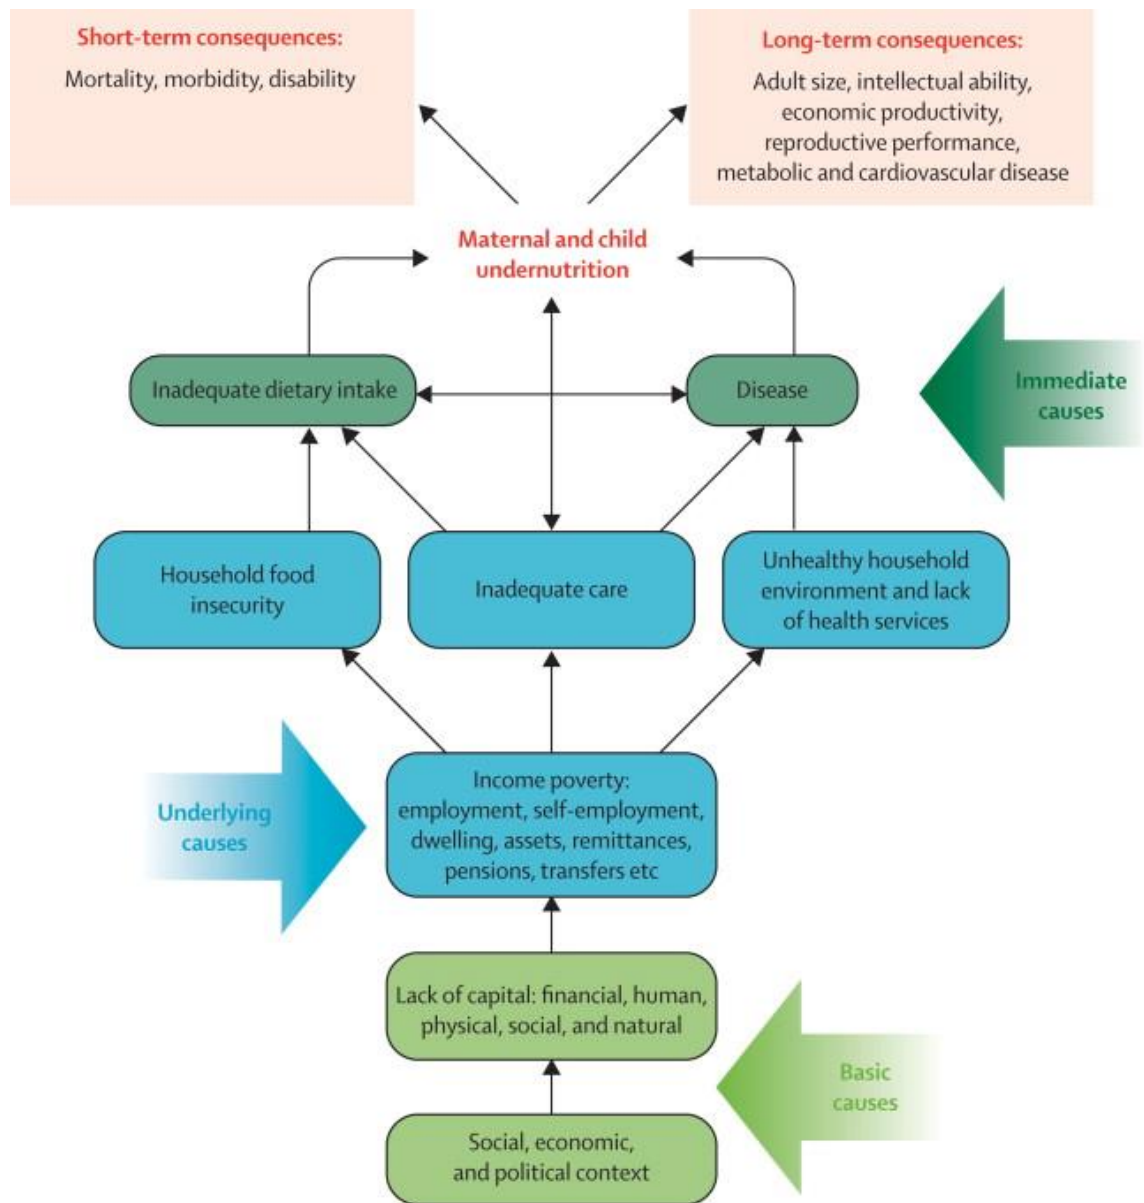 Short-term consequences:
Mortality, morbidity, disability
Long-term consequences:
Adult size, intellectual ability,
economic productivity,
reproductive performance,
metabolic and cardiovascular disease
Maternal and child
undernutrition
Inadequate dietary intake
Disease
Immediate
causes
Household food
insecurity
Inadequate care
Unhealthy household
environment and lack
of health services
Underlying
causes
Income poverty:
employment, self-employment,
dwelling, assets, remittances,
pensions, transfers etc
Lack of capital: financial, human,
physical, social, and natural
Basic
causes
Social, economic,
and political context